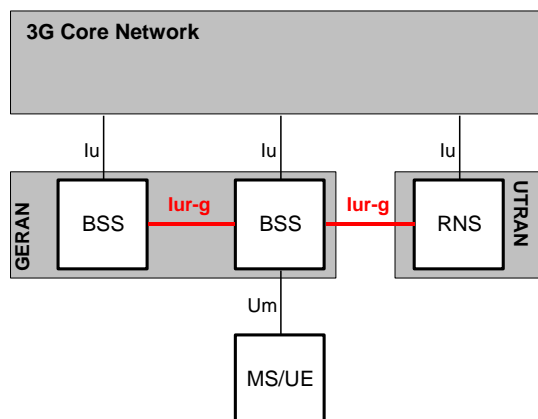 3G Core Network
Iu
Iu
Iu
GERAN
BSS
Iur-g
BSS
Iur-g
RNS
UTRAN
Um
MS/UE